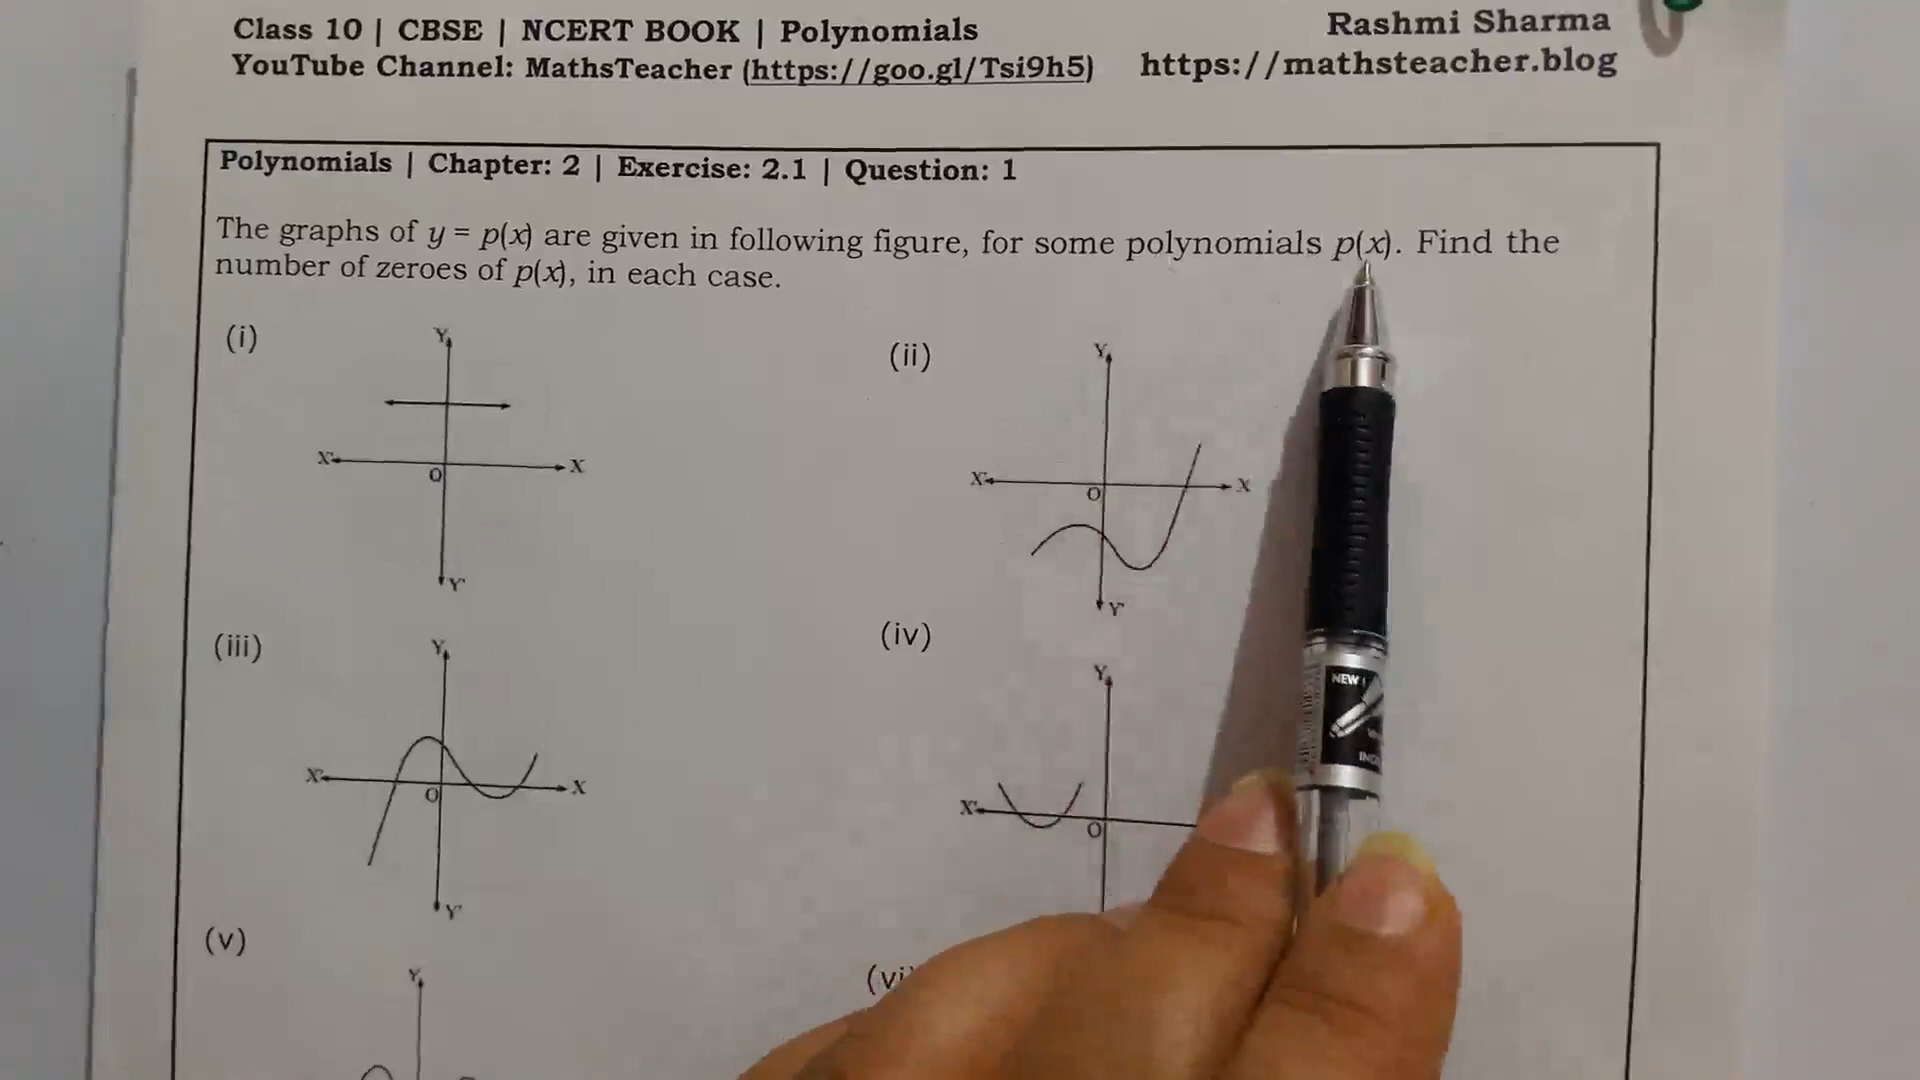 Class 10 | CBSE | NCERT BOOK | Polynomials
Rashmi Sharma
YouTube Channel: MathsTeacher (https://goo.gl/Tsi9h5)
https://mathsteacher.blog
Polynomials | Chapter: 2 | Exercise: 2.1 | Question: 1
The graphs of y = p(x) are given in following figure, for some polynomials p(x). Find the
number of zeroes of p(x), in each case.
(i)
Y
X'
O
X
Y'
(ii)
Y
X'
O
X
Y'
(iii)
Y
X'
O
X
Y'
(iv)
Y
X'
O
(v)
Y
(vi)
NEW